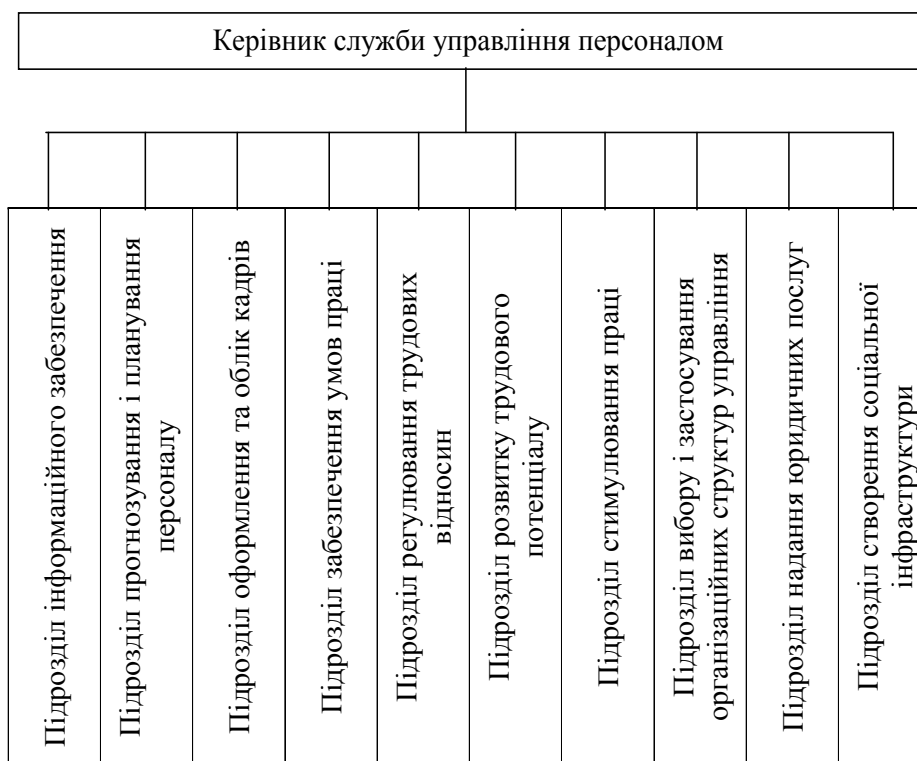 Керівник служби управління персоналом
Підрозділ інформаційного забезпечення
Підрозділ прогнозування і планування
персоналу
Підрозділ оформлення та облік кадрів
Підрозділ забезпечення умов праці
Підрозділ регулювання трудових
відносин
Підрозділ розвитку трудового
потенціалу
Підрозділ стимулювання праці
Підрозділ вибору і застосування
організаційних структур управління
Підрозділ надання юридичних послуг
Підрозділ створення соціальної
інфраструктури